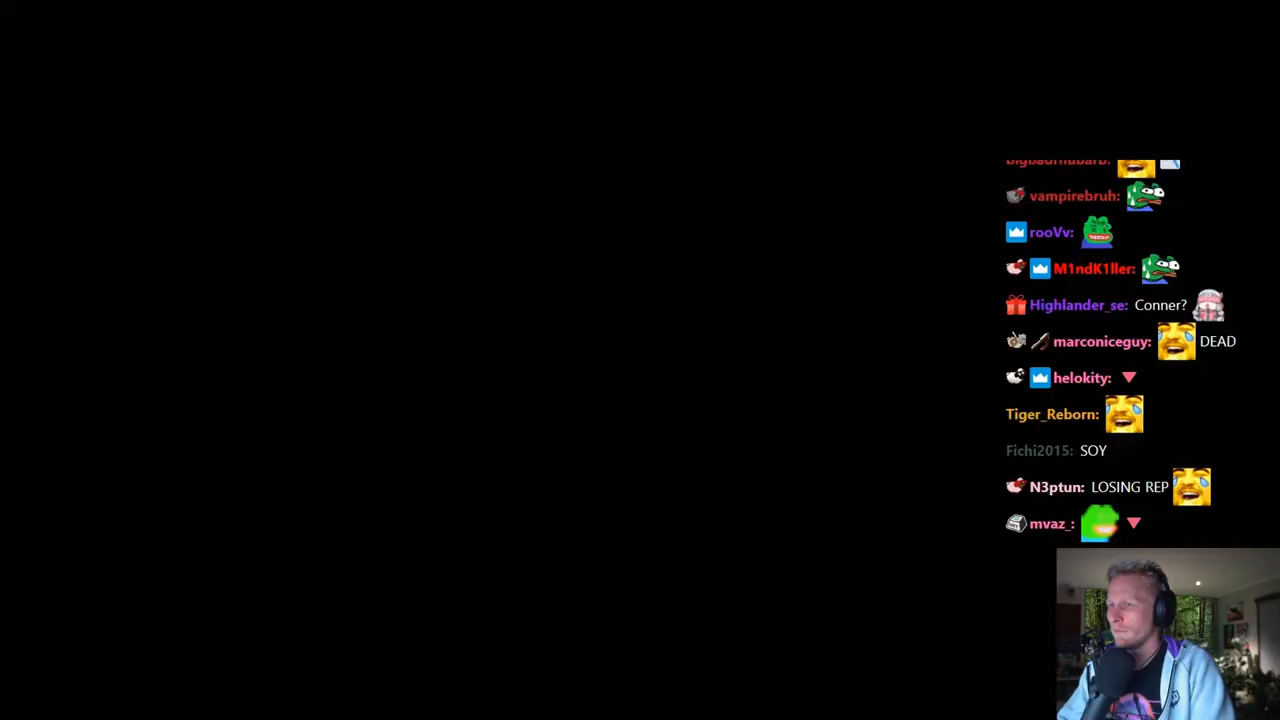 vampirebruh:
rooVv:
M1ndK1ller:
Highlander_se: Conner?
marconiceguy: DEAD
helokity:
Tiger_Reborn:
Fichi2015: SOY
N3ptun: LOSING REP
mvaz_: